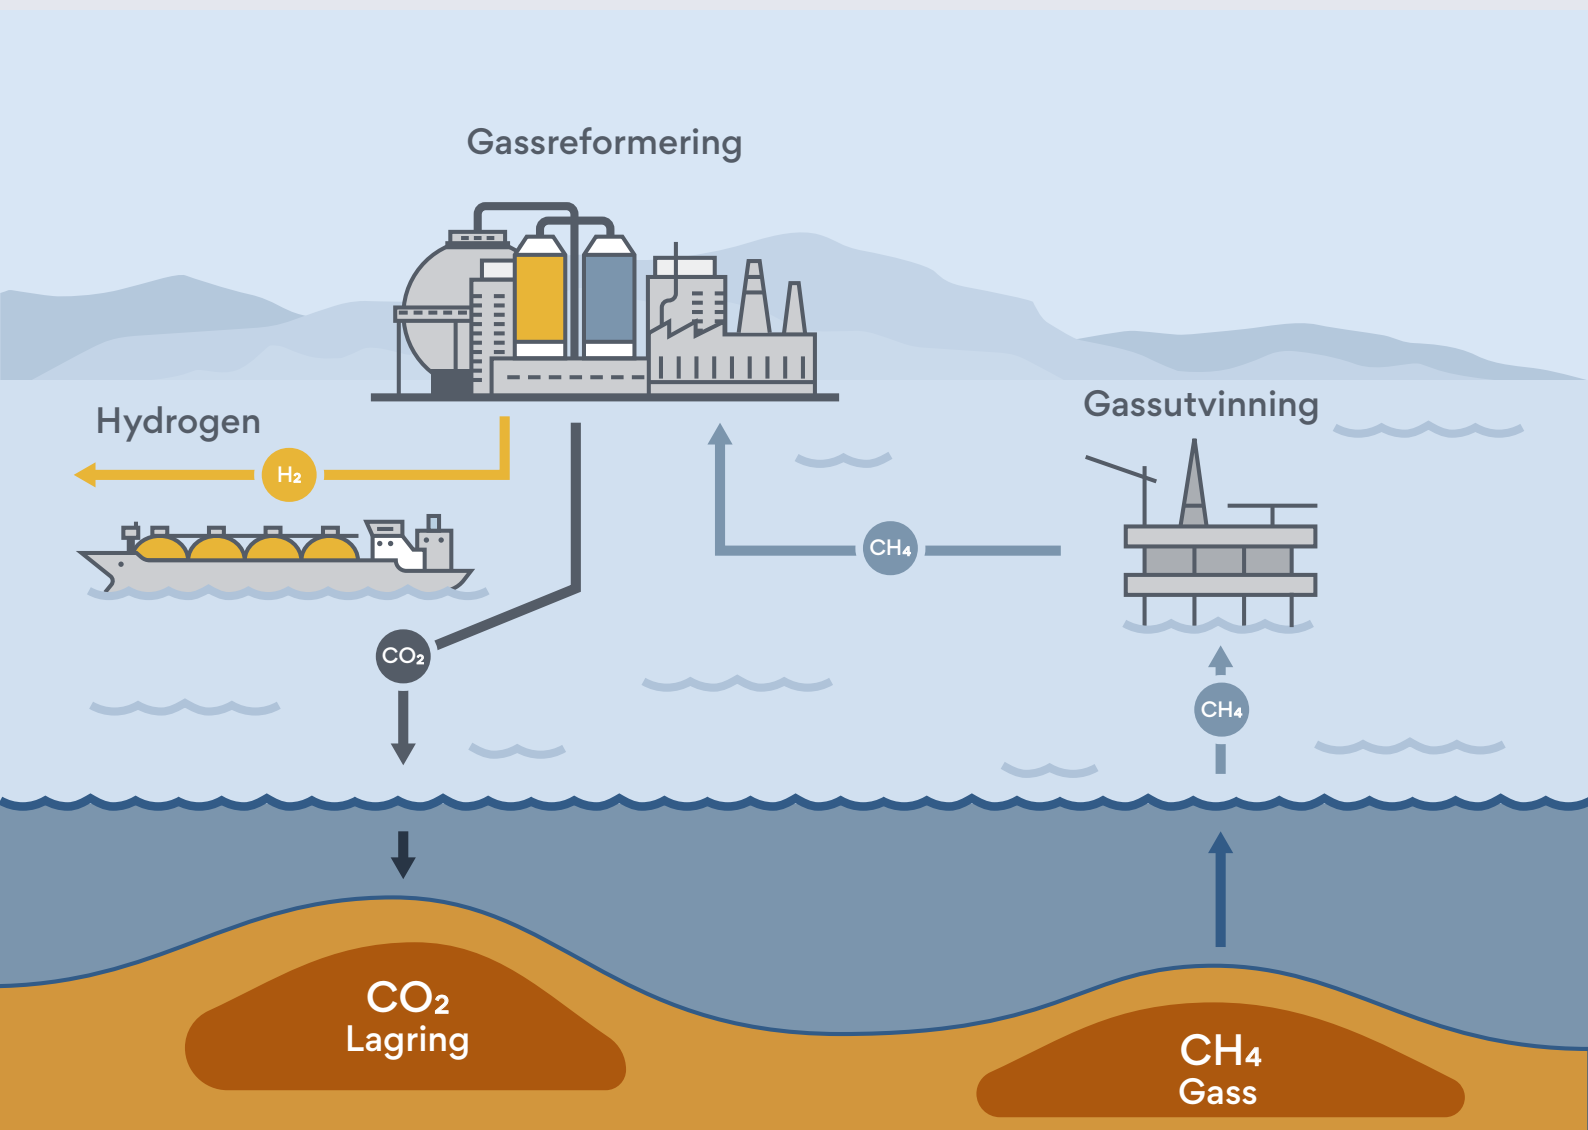 Gassreformering
Gassutvinning
Hydrogen
H₂
CH₄
CO₂
CH₄
CO₂
Lagring
CH₄
Gass